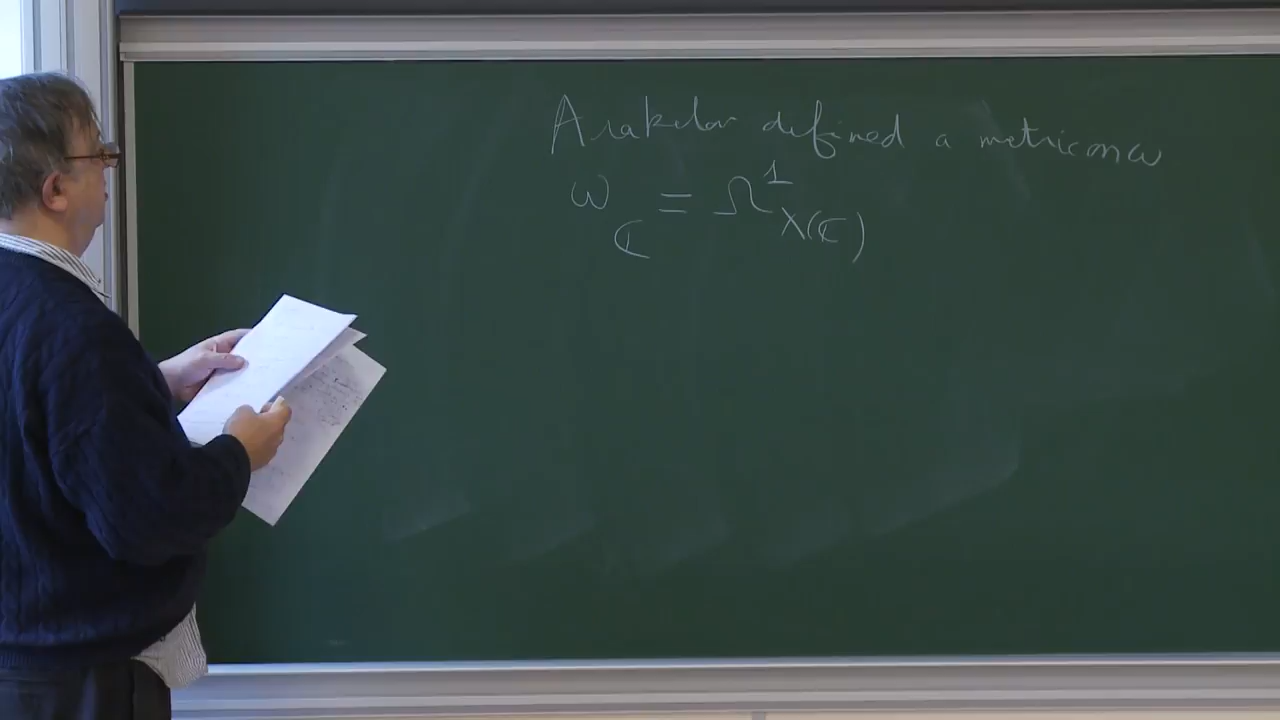 Arakelov defined a metric on ω
ω_ℂ = Ω¹_X(ℂ)